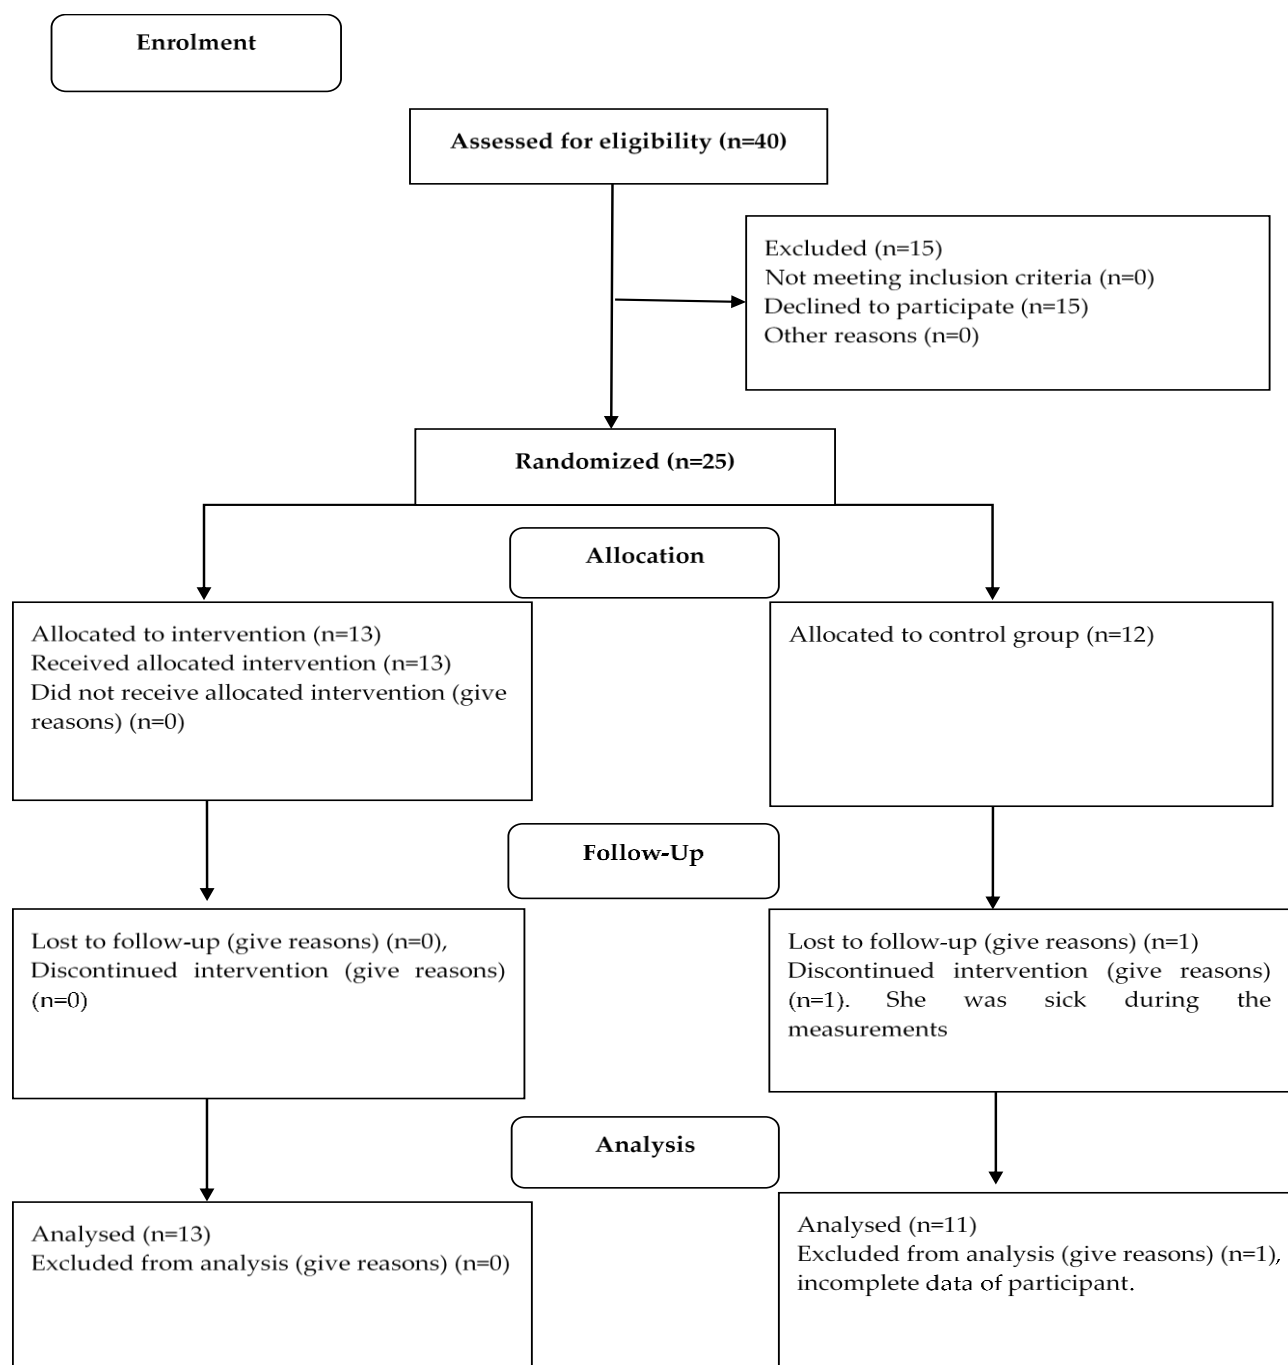 Enrolment
Assessed for eligibility (n=40)
Excluded (n=15)
Not meeting inclusion criteria (n=0)
Declined to participate (n=15)
Other reasons (n=0)
Randomized (n=25)
Allocation
Allocated to intervention (n=13)
Received allocated intervention (n=13)
Did not receive allocated intervention (give
reasons) (n=0)
Allocated to control group (n=12)
Follow-Up
Lost to follow-up (give reasons) (n=0),
Discontinued intervention (give reasons)
(n=0)
Lost to follow-up (give reasons) (n=1)
Discontinued intervention (give reasons)
(n=1). She was sick during the
measurements
Analysis
Analysed (n=13)
Excluded from analysis (give reasons) (n=0)
Analysed (n=11)
Excluded from analysis (give reasons) (n=1),
incomplete data of participant.